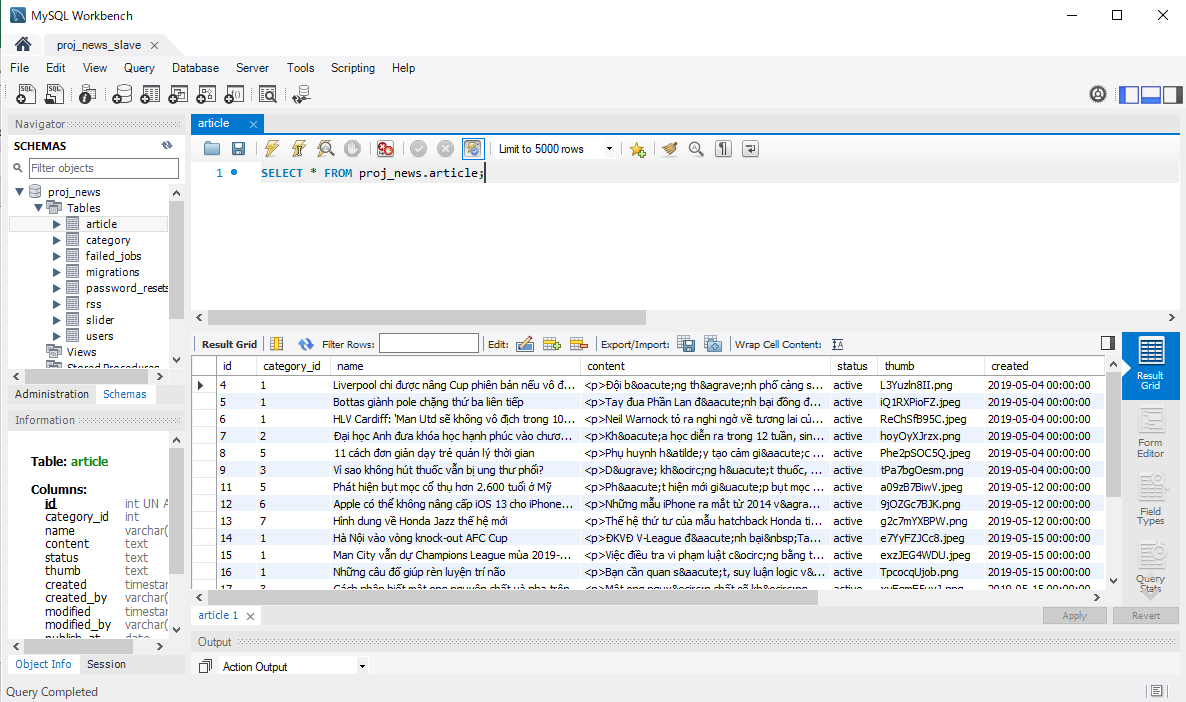 MySQL Workbench
proj_news_slave
File Edit View Query Database Server Tools Scripting Help
Navigator
SCHEMAS
Filter objects
proj_news
Tables
article
category
failed_jobs
migrations
password_resets
rss
slider
users
Views
Stored Procedures
Administration Schemas
Information
Table: article
Columns:
id int UN A
category_id int
name varchar(
content text
status text
thumb text
created timestam
created_by varchar(
modified timestam
modified_by varchar(
publish_at date
Object Info Session
Query Completed
article
Limit to 5000 rows
1 SELECT * FROM proj_news.article;
Result Grid Filter Rows: Edit: Export/Import: Wrap Cell Content:
id category_id name content status thumb created
4 1 Liverpool chỉ được nâng Cup phiên bản nếu vô đ... <p>Đội b&oacute;ng th&agrave;nh phố cảng s... active L3Yuzln8II.png 2019-05-04 00:00:00
5 1 Bottas giành pole chặng thứ ba liên tiếp <p>Tay đua Phần Lan đ&aacute;nh bại đồng đ... active iQ1RXPioFZ.jpeg 2019-05-04 00:00:00
6 1 HLV Cardiff: 'Man Utd sẽ không vô địch trong 10... <p>Neil Warnock tỏ ra nghi ngờ về tương lai củ... active ReChSfB95C.jpeg 2019-05-04 00:00:00
7 2 Đại học Anh đưa khóa học hạnh phúc vào chươ... <p>Kh&oacute;a học diễn ra trong 12 tuần, sin... active hoyOyXJrzx.png 2019-05-04 00:00:00
8 5 11 cách đơn giản dạy trẻ quản lý thời gian <p>Phụ huynh h&atilde;y tạo cảm gi&aacute;c ... active Phe2pSOC5Q.jpeg 2019-05-04 00:00:00
9 3 Vì sao không hút thuốc vẫn bị ung thư phổi? <p>D&ugrave; kh&ocirc;ng h&uacute;t thuốc, ... active tPa7bgOesm.png 2019-05-04 00:00:00
11 5 Phát hiện bụt mọc cổ thụ hơn 2.600 tuổi ở Mỹ <p>Ph&aacute;t hiện mới gi&uacute;p bụt mọc ... active a09zB7BiwV.jpeg 2019-05-04 00:00:00
12 6 Apple có thể không nâng cấp iOS 13 cho iPhone... <p>Những mẫu iPhone ra mắt từ 2014 v&agra... active 9jOZGc7BJK.png 2019-05-04 00:00:00
13 7 Hình dung về Honda Jazz thế hệ mới <p>Thế hệ thứ tư của mẫu hatchback Honda ti... active g2c7mYXBPW.png 2019-05-04 00:00:00
14 1 Hà Nội vào vòng knock-out AFC Cup <p>ĐKVĐ V-League đ&aacute;nh bại&nbsp;Ta... active e7YyFZJCc8.jpeg 2019-05-15 00:00:00
15 1 Man City vẫn dự Champions League mùa 2019-... <p>Việc điều tra vi phạm luật c&ocirc;ng bằng t... active exzJEG4WDU.jpeg 2019-05-15 00:00:00
16 1 Những câu đố giúp rèn luyện trí não <p>Bạn cần quan s&aacute;t, suy luận logic v&... active TpcocqUjob.png 2019-05-15 00:00:00
Result Grid
Form Editor
Field Types
Query Stats
article 1 Apply Revert
Output
Action Output